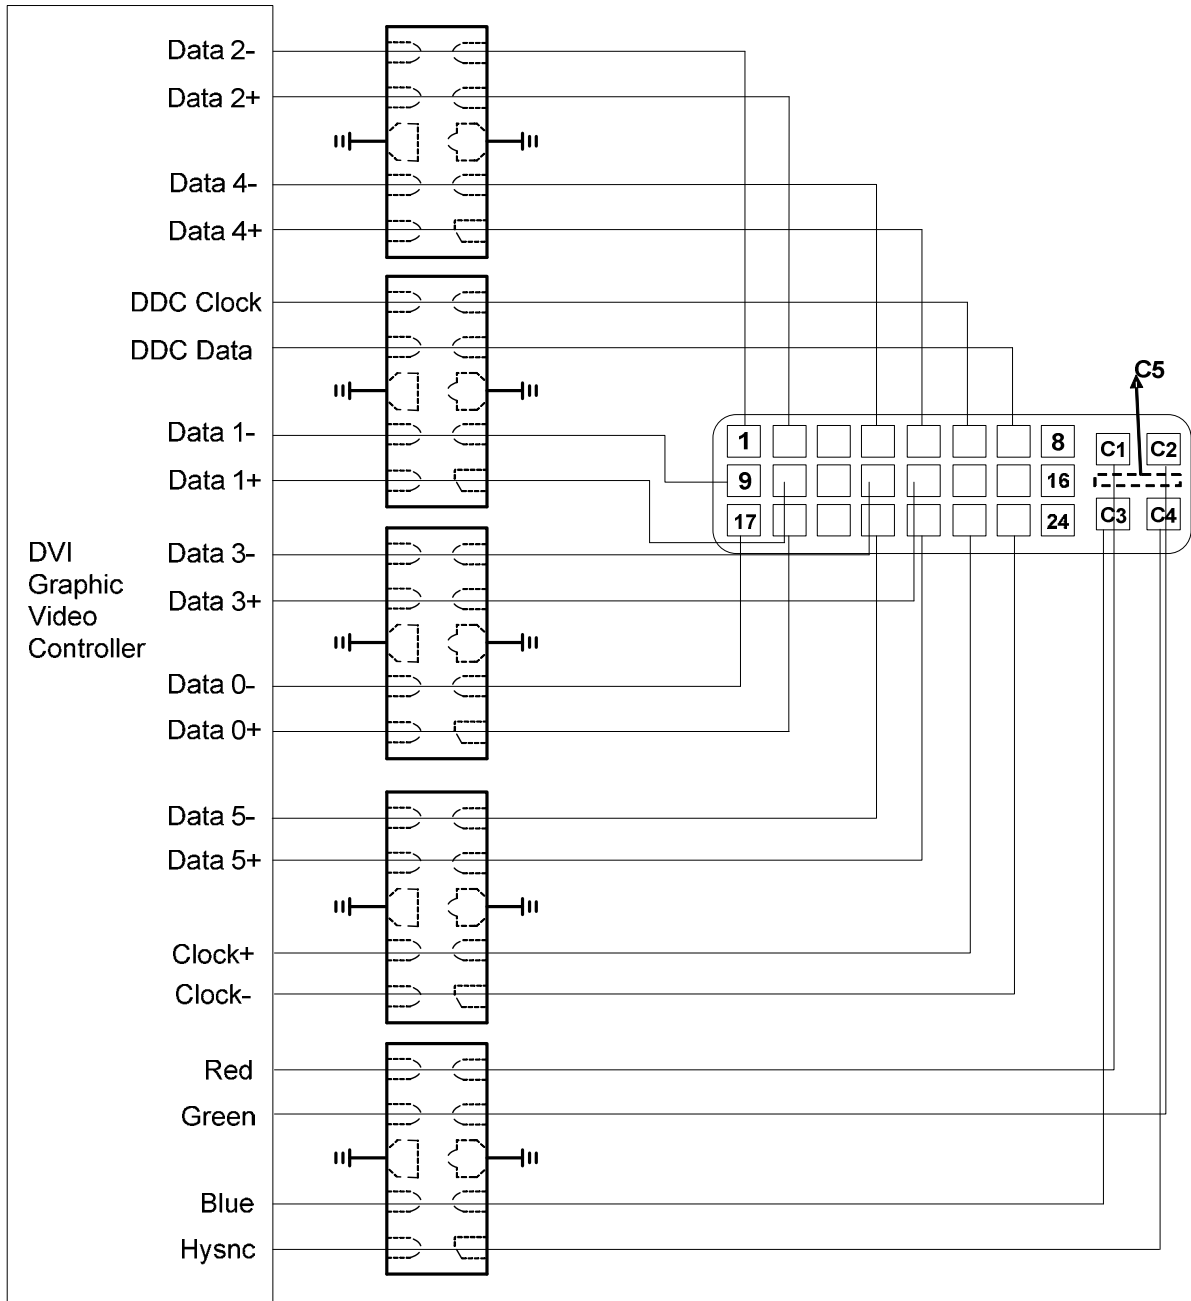 Data 2-
Data 2+
Data 4-
Data 4+
DDC Clock
DDC Data
Data 1-
Data 1+
DVI
Graphic
Video
Controller
Data 3-
Data 3+
Data 0-
Data 0+
Data 5-
Data 5+
Clock+
Clock-
Red
Green
Blue
Hysnc
C5
1
8
C1
C2
9
16
17
24
C3
C4